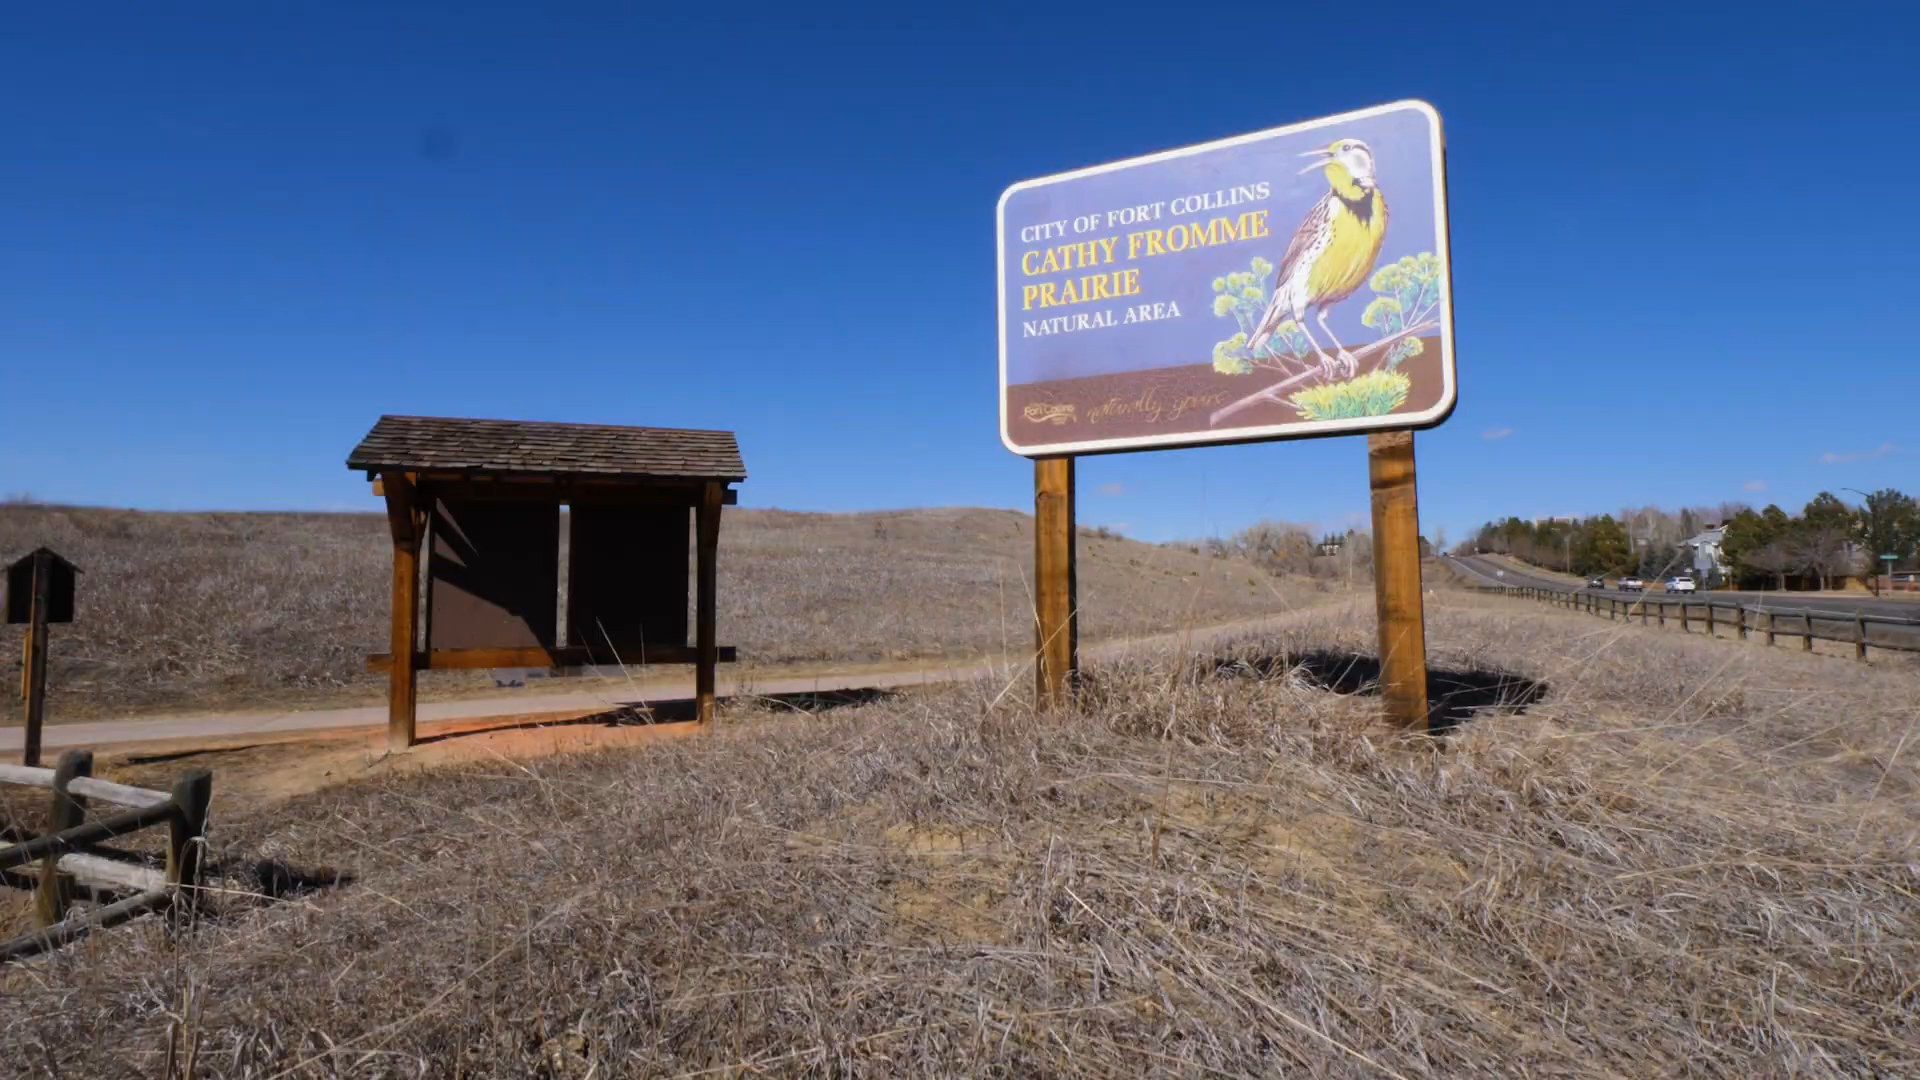 CITY OF FORT COLLINS
CATHY FROMME
PRAIRIE
NATURAL AREA
Fort Collins
naturally yours